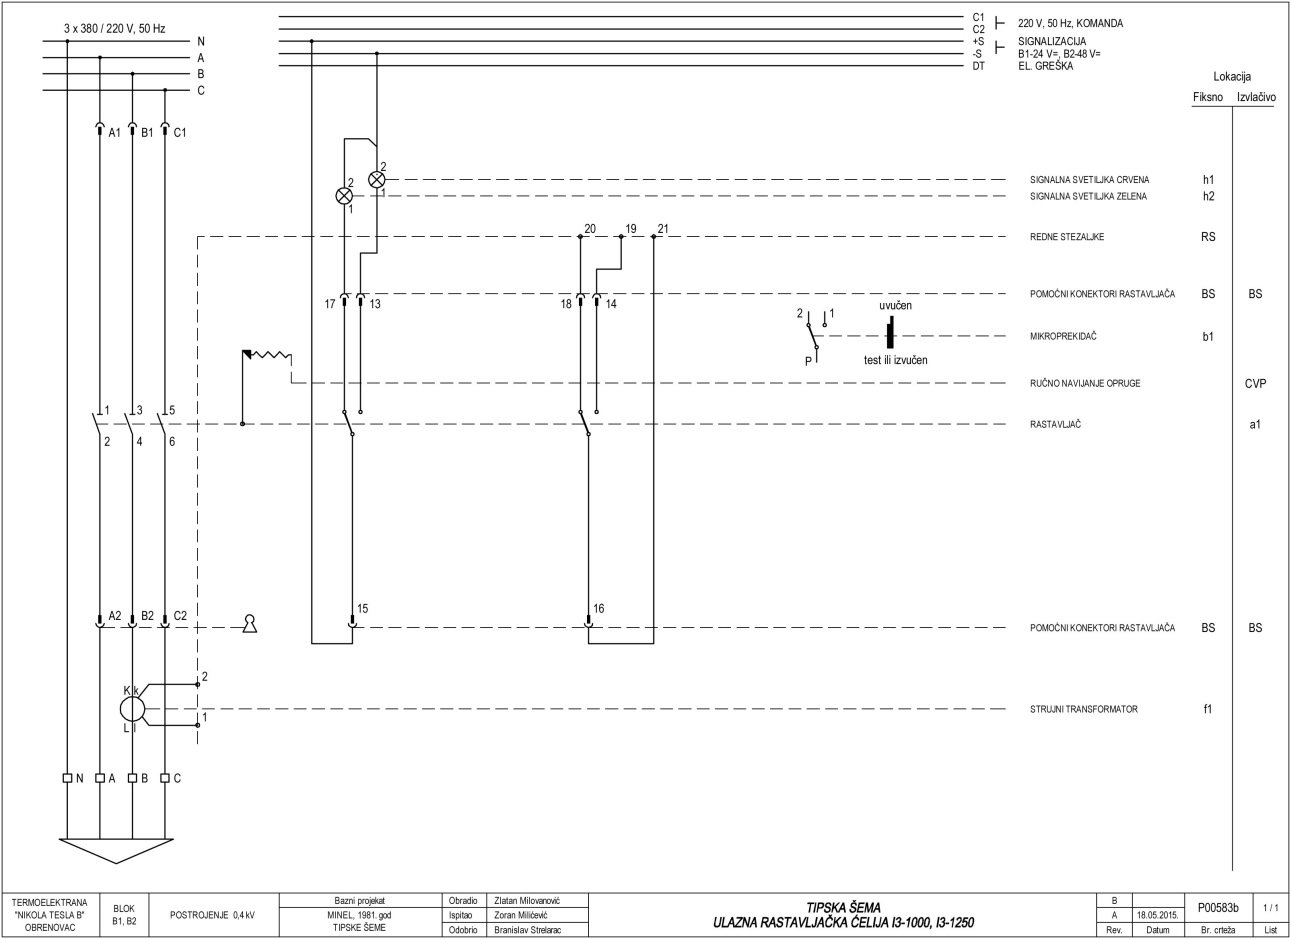 3 x 380 / 220 V, 50 Hz
N
A
B
C
C1
C2
+S
-S
DT
220 V, 50 Hz, KOMANDA
SIGNALIZACIJA
B1-24 V=, B2-48 V=
EL. GREŠKA
Lokacija
Fiksno Izvlačivo
A1 B1 C1
2
1
SIGNALNA SVETILJKA CRVENA h1
2
1
SIGNALNA SVETILJKA ZELENA h2
20 19 21
REDNE STEZALJKE RS
17 13 18 14
POMOĆNI KONEKTORI RASTAVLJAČA BS BS
uvučen
2 1
P
test ili izvučen
MIKROPREKIDAČ b1
RUČNO NAVIJANJE OPRUGE CVP
1 3 5
2 4 6
RASTAVLJAČ a1
15 16
A2 B2 C2
POMOĆNI KONEKTORI RASTAVLJAČA BS BS
K k
L l
2
1
STRUJNI TRANSFORMATOR f1
N A B C
TERMOELEKTRANA
"NIKOLA TESLA B"
OBRENOVAC
BLOK
B1, B2
POSTROJENJE 0,4 kV
Bazni projekat
MINEL, 1981. god
TIPSKE ŠEME
Obradio Zlatan Milovanović
Ispitao Zoran Milićević
Odobrio Branislav Strelarac
TIPSKA ŠEMA
ULAZNA RASTAVLJAČKA ĆELIJA I3-1000, I3-1250
B
A 18.05.2015.
Rev. Datum
P00583b
Br. crteža
1 / 1
List